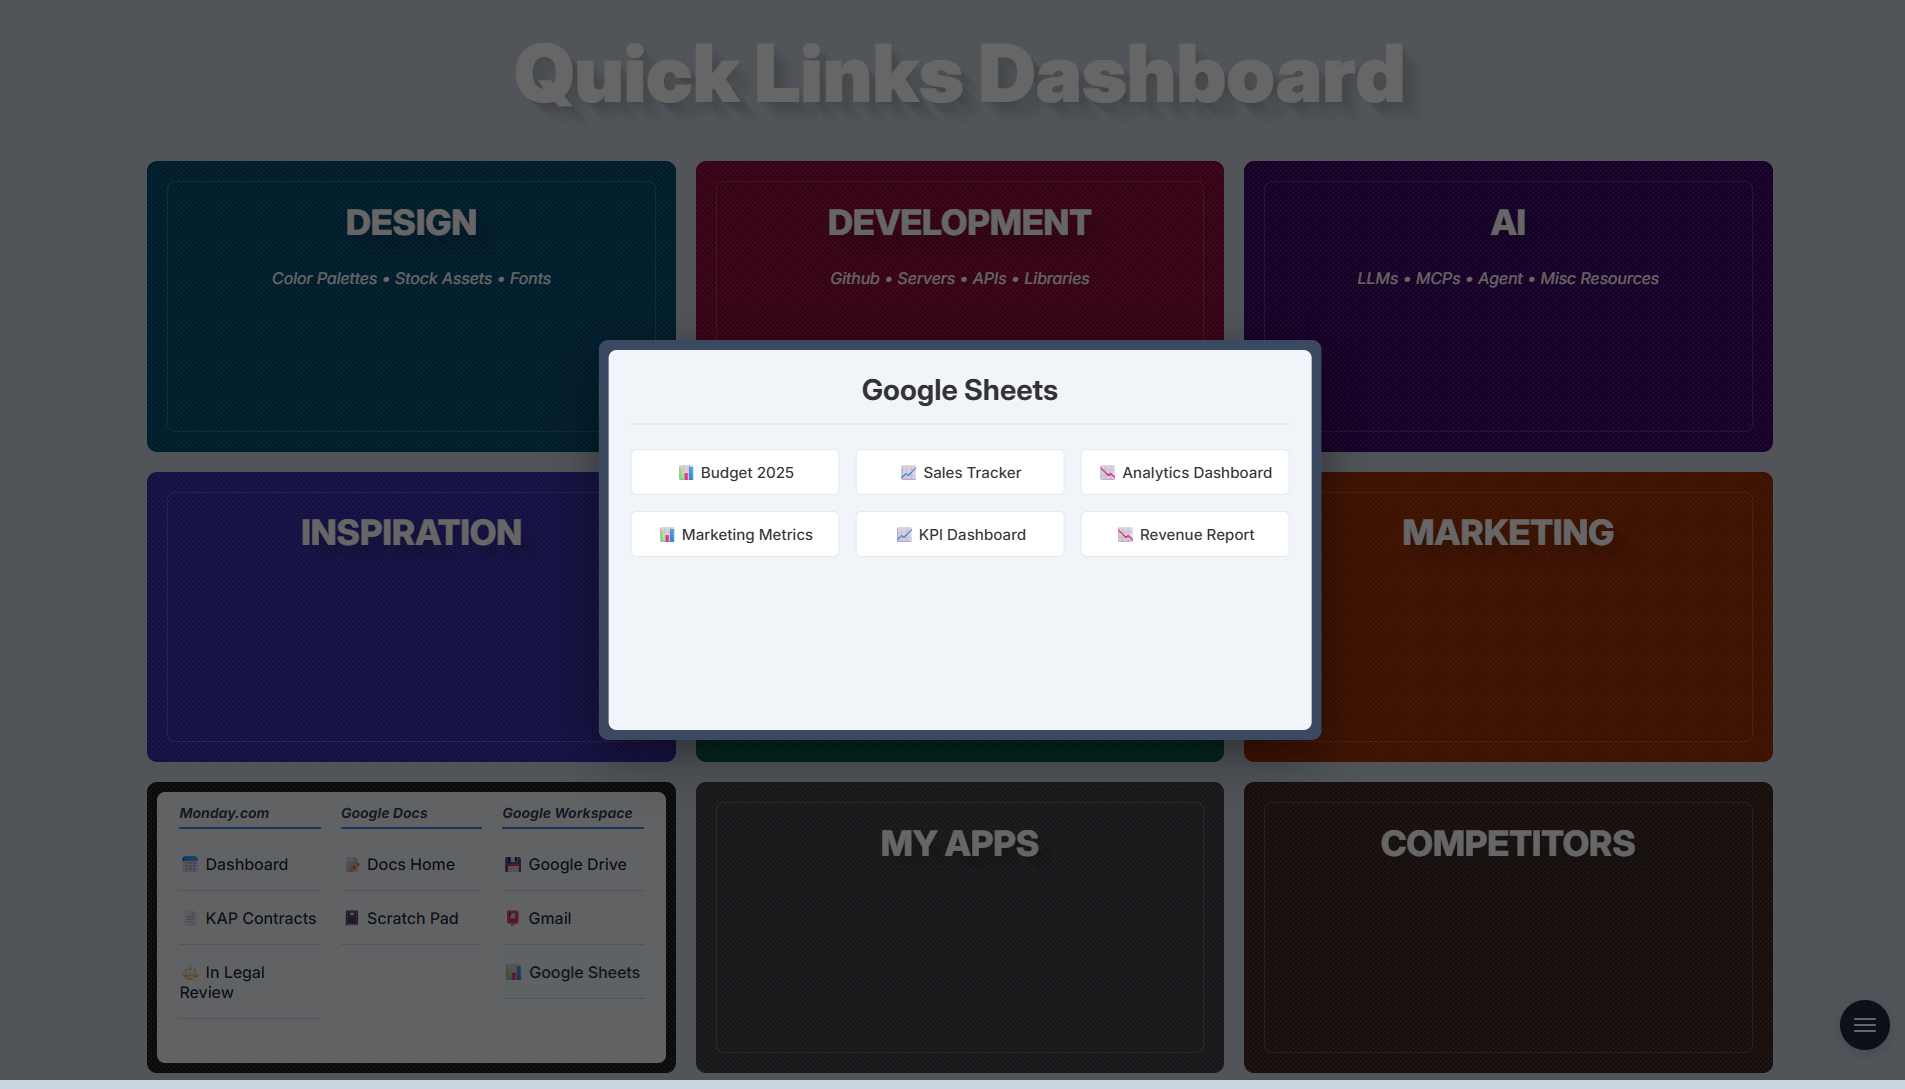 Quick Links Dashboard
DESIGN
Color Palettes • Stock Assets • Fonts
DEVELOPMENT
Github • Servers • APIs • Libraries
AI
LLMs • MCPs • Agent • Misc Resources
Google Sheets
📊 Budget 2025
📈 Sales Tracker
📉 Analytics Dashboard
📊 Marketing Metrics
📈 KPI Dashboard
📉 Revenue Report
INSPIRATION
MARKETING
Monday.com
Dashboard
KAP Contracts
In Legal
Review
Google Docs
Docs Home
Scratch Pad
Google Workspace
Google Drive
Gmail
Google Sheets
MY APPS
COMPETITORS